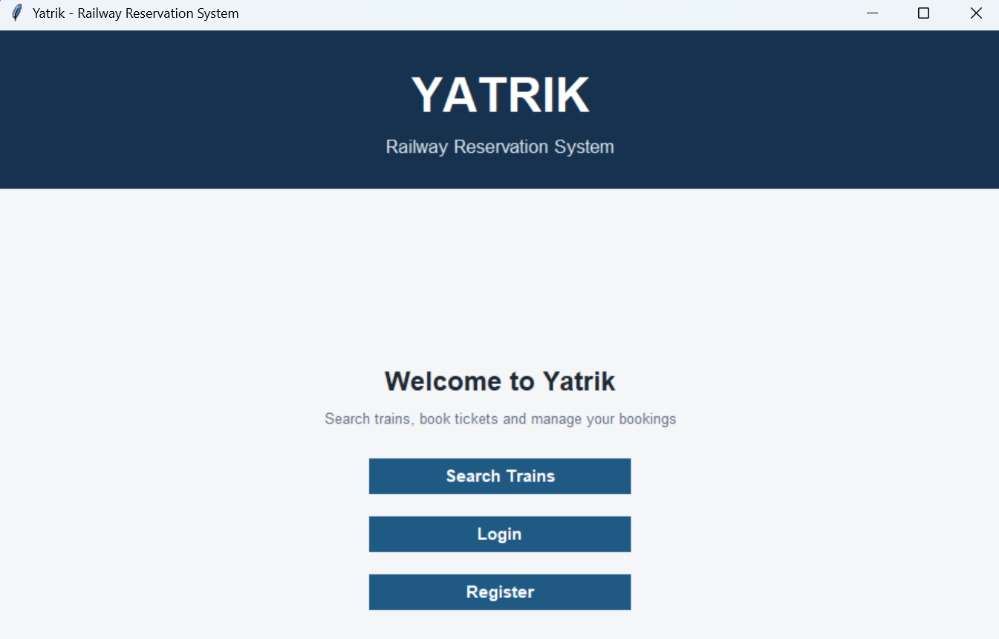 Yatrik - Railway Reservation System
YATRIK
Railway Reservation System
Welcome to Yatrik
Search trains, book tickets and manage your bookings
Search Trains
Login
Register